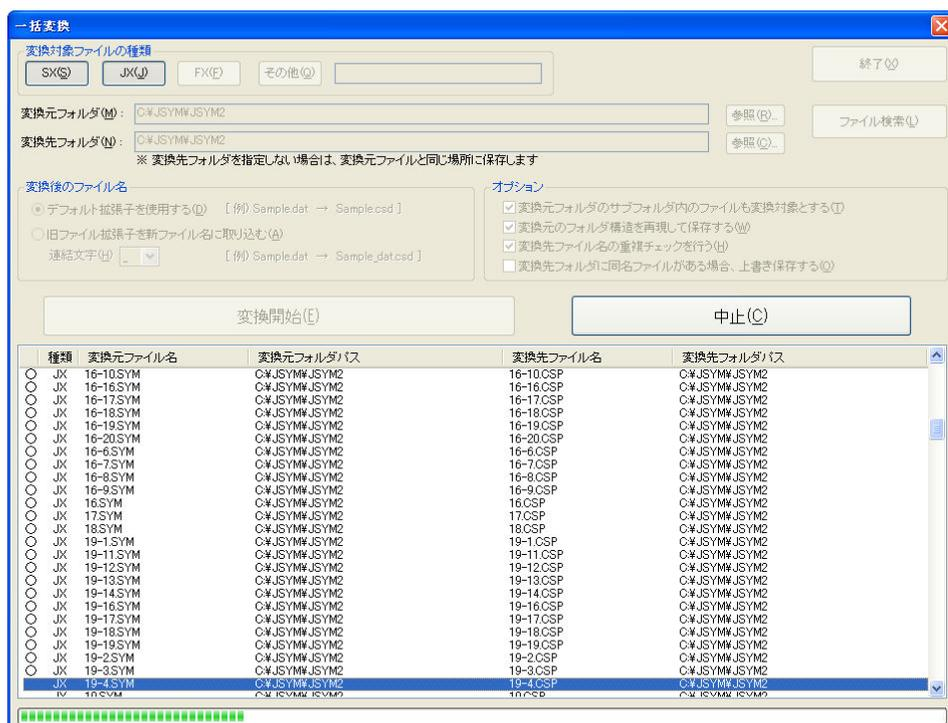 一括変換
変換対象ファイルの種類
SX(S) JX(J) FX(F) その他(O) 終了(X)
変換元フォルダ(M): C:¥JSYM¥JSYM2 参照(R)... ファイル検索(L)
変換先フォルダ(N): C:¥JSYM¥JSYM2 参照(C)...
※ 変換先フォルダを指定しない場合は、変換元ファイルと同じ場所に保存します
変換後のファイル名
デフォルト拡張子を使用する(D) [ 例) Sample.dat → Sample.csd ]
旧ファイル拡張子を新ファイル名に取り込む(A)
連結文字(H) _ [ 例) Sample.dat → Sample_dat.csd ]
オプション
変換元フォルダのサブフォルダ内のファイルも変換対象とする(T)
変換元のフォルダ構造を再現して保存する(W)
変換先ファイル名の重複チェックを行う(H)
変換先フォルダに同名ファイルがある場合、上書き保存する(O)
変換開始(E) 中止(C)
種類 変換元ファイル名 変換元フォルダパス 変換先ファイル名 変換先フォルダパス
○ JX 16-10.SYM C:¥JSYM¥JSYM2 16-10.CSP C:¥JSYM¥JSYM2
○ JX 16-16.SYM C:¥JSYM¥JSYM2 16-16.CSP C:¥JSYM¥JSYM2
○ JX 16-17.SYM C:¥JSYM¥JSYM2 16-17.CSP C:¥JSYM¥JSYM2
○ JX 16-18.SYM C:¥JSYM¥JSYM2 16-18.CSP C:¥JSYM¥JSYM2
○ JX 16-19.SYM C:¥JSYM¥JSYM2 16-19.CSP C:¥JSYM¥JSYM2
○ JX 16-20.SYM C:¥JSYM¥JSYM2 16-20.CSP C:¥JSYM¥JSYM2
○ JX 16-6.SYM C:¥JSYM¥JSYM2 16-6.CSP C:¥JSYM¥JSYM2
○ JX 16-7.SYM C:¥JSYM¥JSYM2 16-7.CSP C:¥JSYM¥JSYM2
○ JX 16-8.SYM C:¥JSYM¥JSYM2 16-8.CSP C:¥JSYM¥JSYM2
○ JX 16-9.SYM C:¥JSYM¥JSYM2 16-9.CSP C:¥JSYM¥JSYM2
○ JX 16.SYM C:¥JSYM¥JSYM2 16.CSP C:¥JSYM¥JSYM2
○ JX 17.SYM C:¥JSYM¥JSYM2 17.CSP C:¥JSYM¥JSYM2
○ JX 18.SYM C:¥JSYM¥JSYM2 18.CSP C:¥JSYM¥JSYM2
○ JX 19-1.SYM C:¥JSYM¥JSYM2 19-1.CSP C:¥JSYM¥JSYM2
○ JX 19-11.SYM C:¥JSYM¥JSYM2 19-11.CSP C:¥JSYM¥JSYM2
○ JX 19-12.SYM C:¥JSYM¥JSYM2 19-12.CSP C:¥JSYM¥JSYM2
○ JX 19-13.SYM C:¥JSYM¥JSYM2 19-13.CSP C:¥JSYM¥JSYM2
○ JX 19-14.SYM C:¥JSYM¥JSYM2 19-14.CSP C:¥JSYM¥JSYM2
○ JX 19-16.SYM C:¥JSYM¥JSYM2 19-16.CSP C:¥JSYM¥JSYM2
○ JX 19-17.SYM C:¥JSYM¥JSYM2 19-17.CSP C:¥JSYM¥JSYM2
○ JX 19-18.SYM C:¥JSYM¥JSYM2 19-18.CSP C:¥JSYM¥JSYM2
○ JX 19-19.SYM C:¥JSYM¥JSYM2 19-19.CSP C:¥JSYM¥JSYM2
○ JX 19-2.SYM C:¥JSYM¥JSYM2 19-2.CSP C:¥JSYM¥JSYM2
○ JX 19-3.SYM C:¥JSYM¥JSYM2 19-3.CSP C:¥JSYM¥JSYM2
JX 19-4.SYM C:¥JSYM¥JSYM2 19-4.CSP C:¥JSYM¥JSYM2